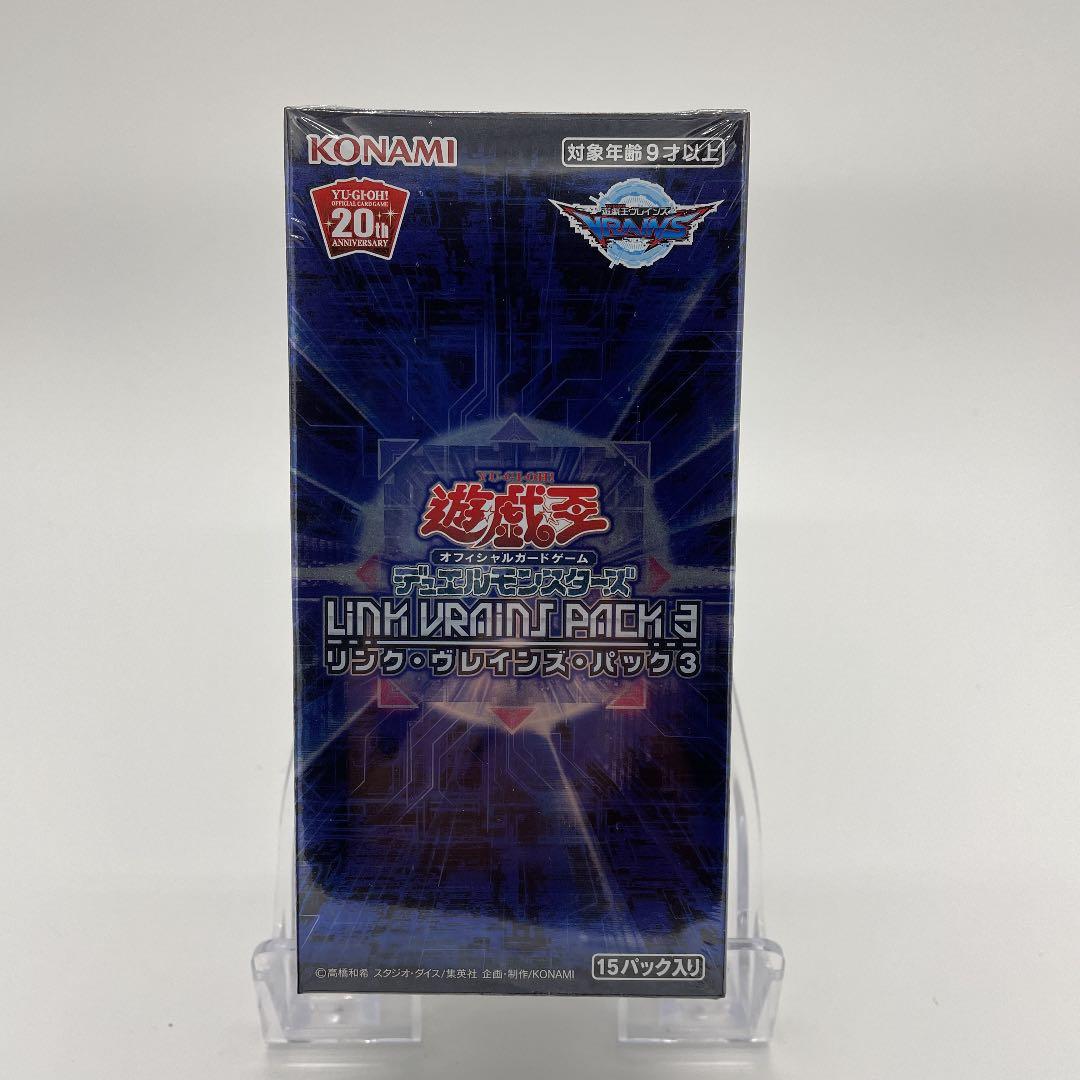 KONAMI
対象年齢9才以上
YU-GI-OH!
OFFICIAL CARD GAME
20th
ANNIVERSARY
遊戯王ヴレインズ
VRAINS
YU-GI-OH!
遊戯王
オフィシャルカードゲーム
デュエルモンスターズ
LINK VRAINS PACK 3
リンク・ヴレインズ・パック3
©高橋和希 スタジオ・ダイス/集英社 企画・制作/KONAMI
15パック入り